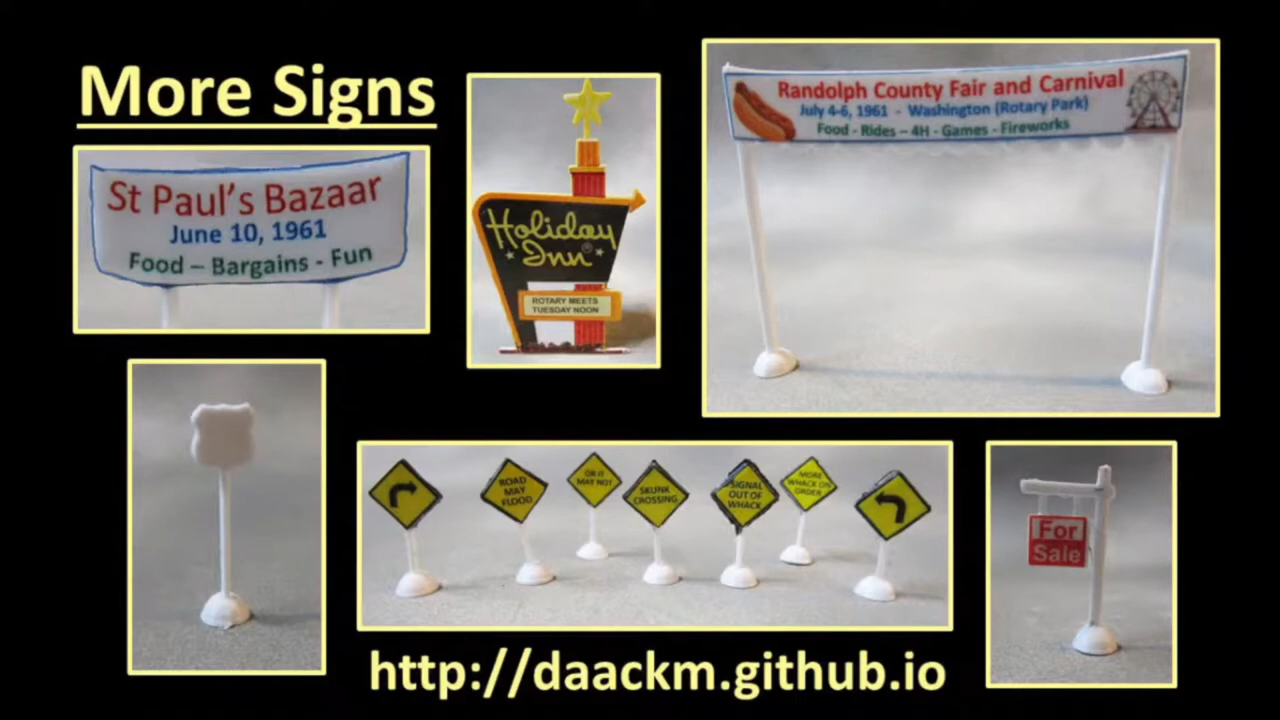 More Signs
St Paul's Bazaar
June 10, 1961
Food – Bargains - Fun
Holiday
Inn®
ROTARY MEETS
TUESDAY NOON
Randolph County Fair and Carnival
July 4-6, 1961 - Washington (Rotary Park)
Food - Rides – 4H - Games - Fireworks
ROAD
MAY
FLOOD
OR IT
MAY NOT
SKUNK
CROSSING
SIGNAL
OUT OF
WHACK
MORE
WHACK ON
ORDER
For
Sale
http://daackm.github.io